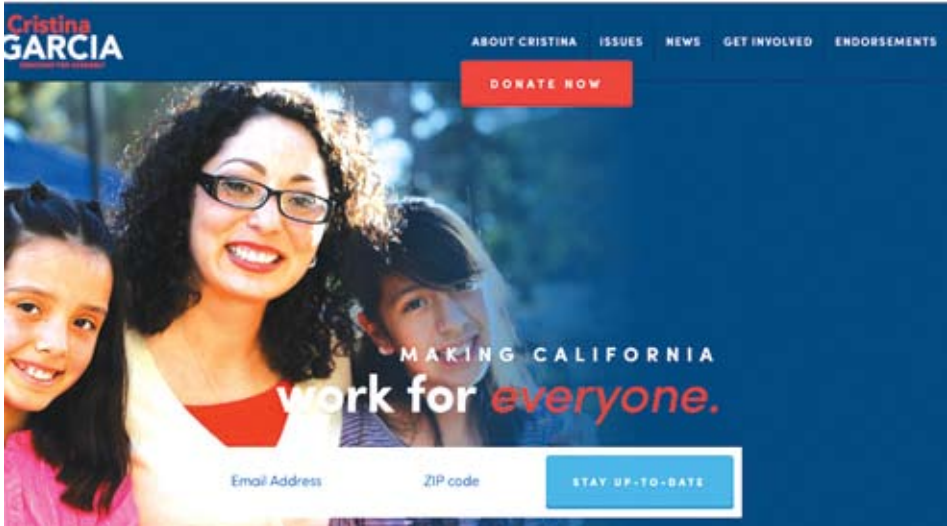 Cristina
GARCIA
ABOUT CRISTINA ISSUES NEWS GET INVOLVED ENDORSEMENTS
DONATE NOW
MAKING CALIFORNIA
work for everyone.
Email Address ZIP code STAY UP-TO-DATE